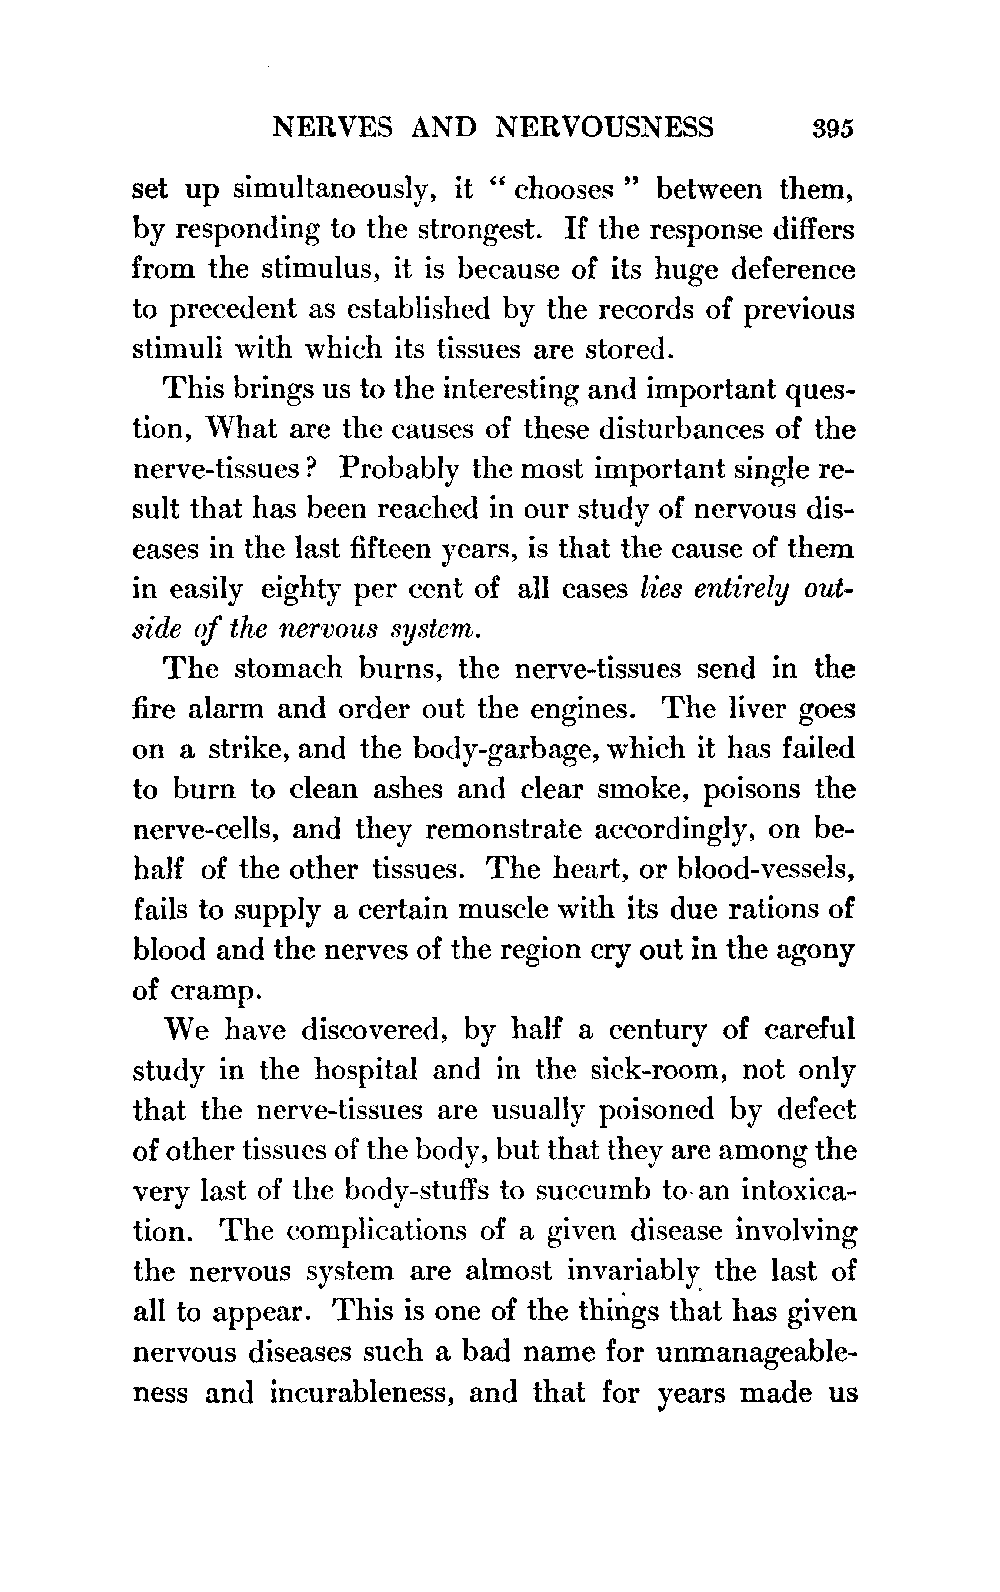 NERVES AND NERVOUSNESS 395
set up simultaneously, it “ chooses ” between them,
by responding to the strongest. If the response differs
from the stimulus, it is because of its huge deference
to precedent as established by the records of previous
stimuli with which its tissues are stored.
This brings us to the interesting and important ques-
tion, What are the causes of these disturbances of the
nerve-tissues ? Probably the most important single re-
sult that has been reached in our study of nervous dis-
eases in the last fifteen years, is that the cause of them
in easily eighty per cent of all cases lies entirely out-
side of the nervous system.
The stomach burns, the nerve-tissues send in the
fire alarm and order out the engines. The liver goes
on a strike, and the body-garbage, which it has failed
to burn to clean ashes and clear smoke, poisons the
nerve-cells, and they remonstrate accordingly, on be-
half of the other tissues. The heart, or blood-vessels,
fails to supply a certain muscle with its due rations of
blood and the nerves of the region cry out in the agony
of cramp.
We have discovered, by half a century of careful
study in the hospital and in the sick-room, not only
that the nerve-tissues are usually poisoned by defect
of other tissues of the body, but that they are among the
very last of the body-stuffs to succumb to an intoxica-
tion. The complications of a given disease involving
the nervous system are almost invariably the last of
all to appear. This is one of the things that has given
nervous diseases such a bad name for unmanageable-
ness and incurableness, and that for years made us